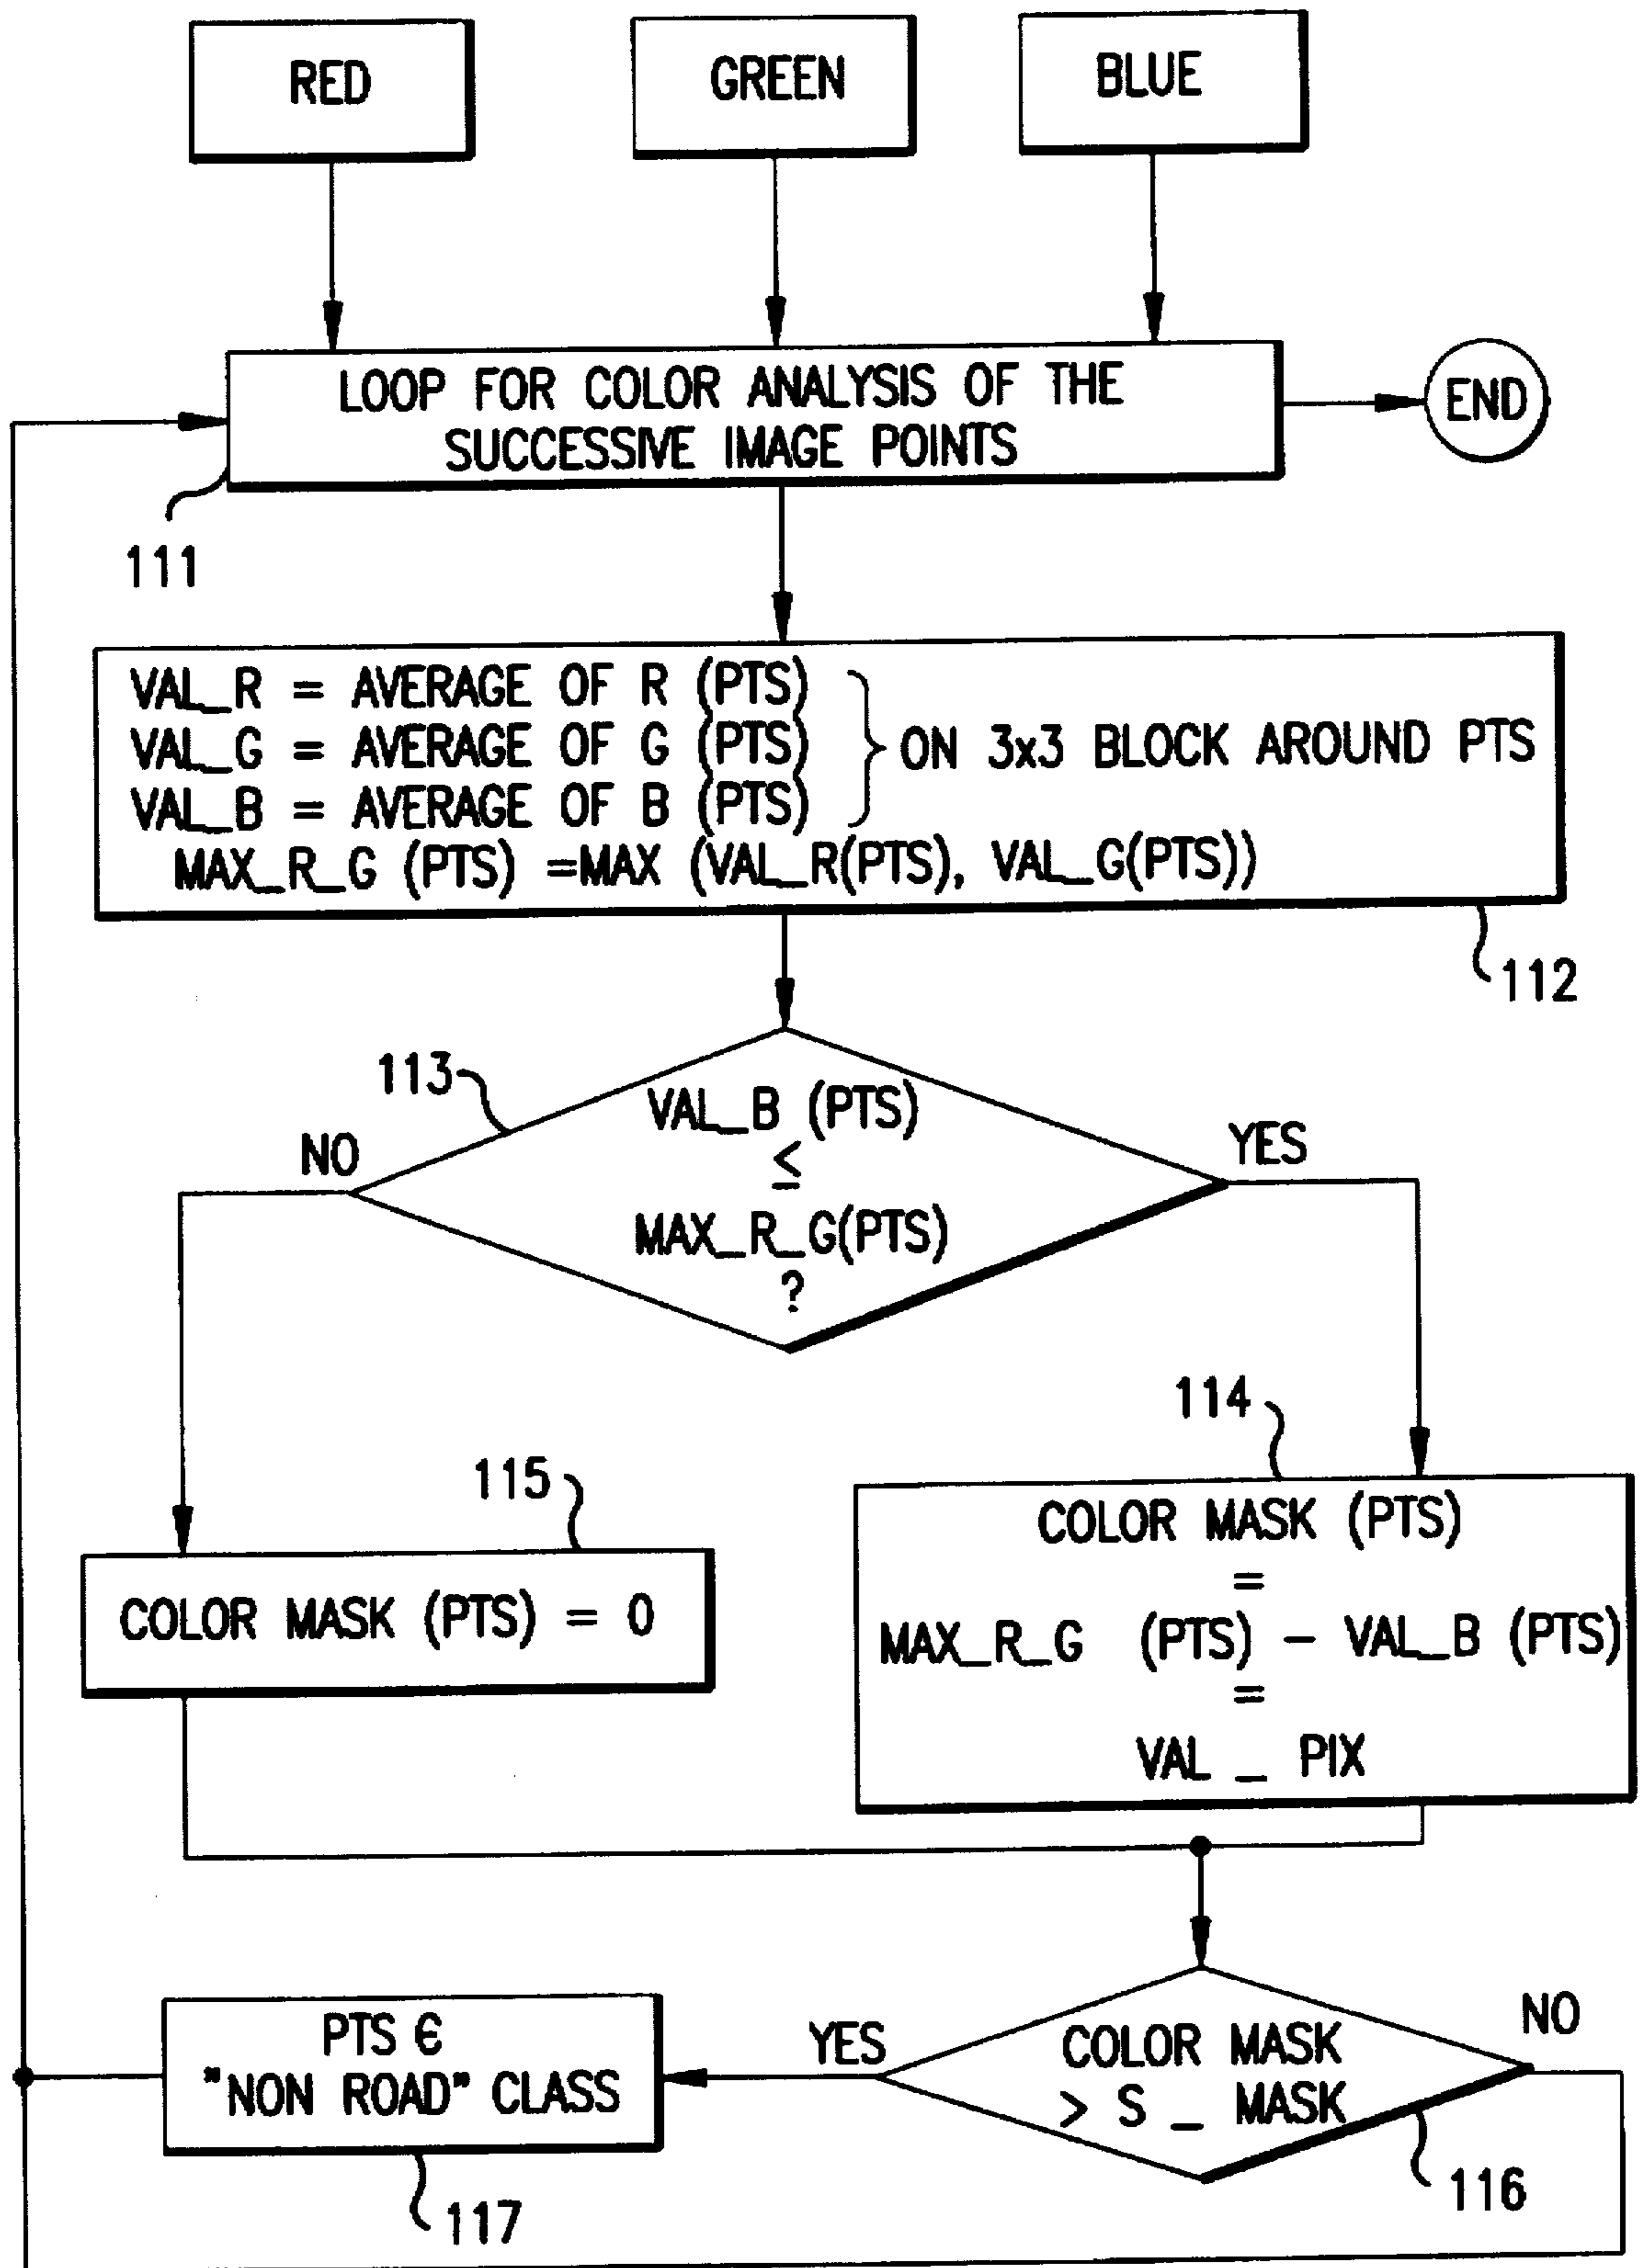 RED
GREEN
BLUE
LOOP FOR COLOR ANALYSIS OF THE
SUCCESSIVE IMAGE POINTS
END
111
VAL_R = AVERAGE OF R (PTS)
VAL_G = AVERAGE OF G (PTS)
VAL_B = AVERAGE OF B (PTS)
ON 3x3 BLOCK AROUND PTS
MAX_R_G (PTS) =MAX (VAL_R(PTS), VAL_G(PTS))
112
113
VAL_B (PTS)
≤
MAX_R_G(PTS)
?
NO
YES
114
115
COLOR MASK (PTS) = 0
COLOR MASK (PTS)
=
MAX_R_G (PTS) - VAL_B (PTS)
=
VAL _ PIX
PTS ∈
"NON ROAD" CLASS
YES
COLOR MASK
> S _ MASK
NO
116
117